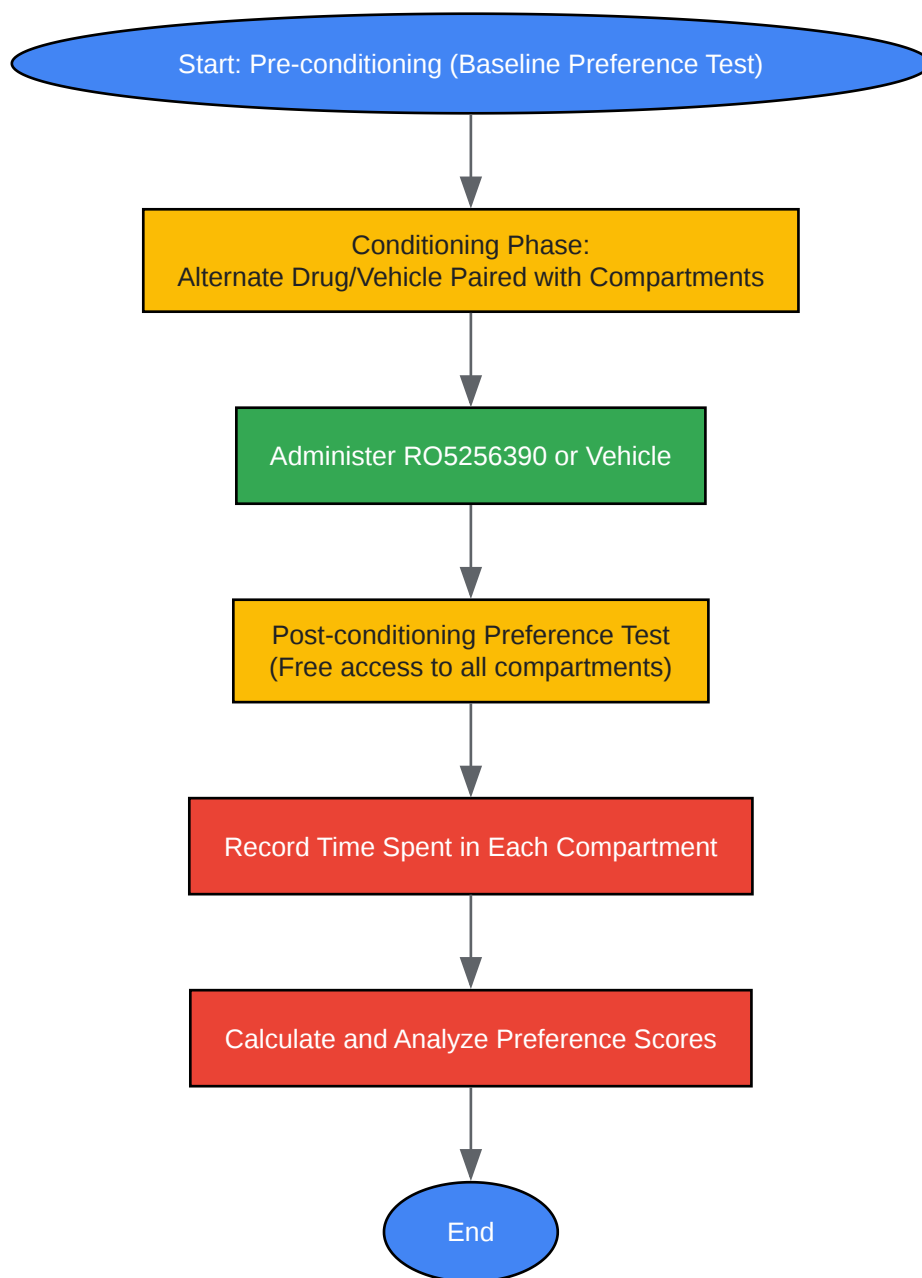 Start: Pre-conditioning (Baseline Preference Test)
Conditioning Phase:
Alternate Drug/Vehicle Paired with Compartments
Administer RO5256390 or Vehicle
Post-conditioning Preference Test
(Free access to all compartments)
Record Time Spent in Each Compartment
Calculate and Analyze Preference Scores
End